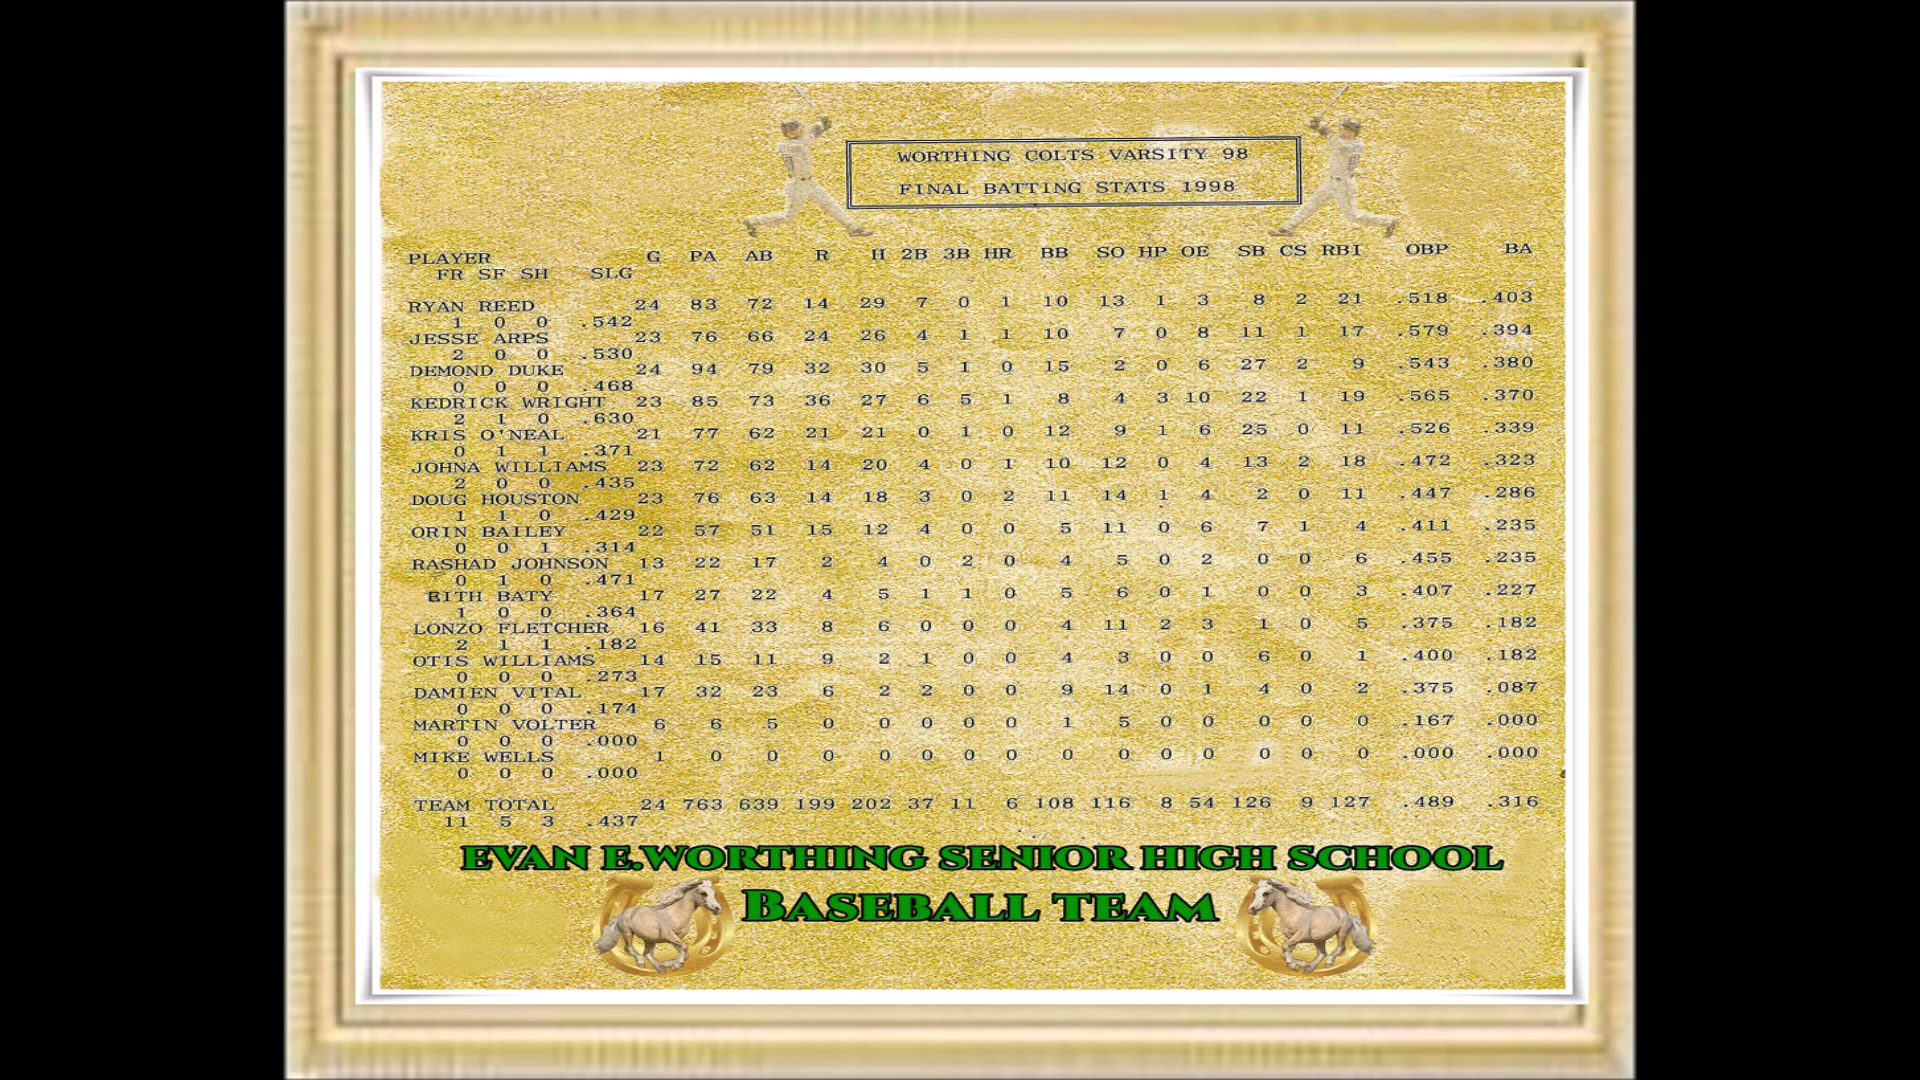 WORTHING COLTS VARSITY 98
FINAL BATTING STATS 1998
PLAYER G PA AB R H 2B 3B HR BB SO HP OE SB CS RBI OBP BA
FR SF SH SLG
RYAN REED 24 83 72 14 29 7 0 1 10 13 1 3 8 2 21 .518 .403
1 0 0 .542
JESSE ARPS 23 76 66 24 26 4 1 1 10 7 0 8 11 1 17 .579 .394
2 0 0 .530
DEMOND DUKE 24 94 79 32 30 5 1 0 15 2 0 6 27 2 9 .543 .380
0 0 0 .468
KEDRICK WRIGHT 23 85 73 36 27 6 5 1 8 4 3 10 22 1 19 .565 .370
2 1 0 .630
KRIS O'NEAL 21 77 62 21 21 0 1 0 12 9 1 6 25 0 11 .526 .339
0 1 1 .371
JOHNA WILLIAMS 23 72 62 14 20 4 0 1 10 12 0 4 13 2 18 .472 .323
2 0 0 .435
DOUG HOUSTON 23 76 63 14 18 3 0 2 11 14 1 4 2 0 11 .447 .286
1 1 0 .429
ORIN BAILEY 22 57 51 15 12 4 0 0 5 11 0 6 7 1 4 .411 .235
0 0 1 .314
RASHAD JOHNSON 13 22 17 2 4 0 2 0 4 5 0 2 0 0 6 .455 .235
0 1 0 .471
BATY 17 27 22 4 5 1 1 0 5 6 0 1 0 0 3 .407 .227
1 0 0 .364
LONZO FLETCHER 16 41 33 8 6 0 0 0 4 11 2 3 1 0 5 .375 .182
2 1 1 .182
OTIS WILLIAMS 14 15 11 9 2 1 0 0 4 3 0 0 6 0 1 .400 .182
0 0 0 .273
DAMIEN VITAL 17 32 23 6 2 2 0 0 9 14 0 1 4 0 2 .375 .087
0 0 0 .174
MARTIN VOLTER 6 6 5 0 0 0 0 0 1 5 0 0 0 0 0 .167 .000
0 0 0 .000
MIKE WELLS 1 0 0 0 0 0 0 0 0 0 0 0 0 0 0 .000 .000
0 0 0 .000
TEAM TOTAL 24 763 639 199 202 37 11 6 108 116 8 54 126 9 127 .489 .316
11 5 3 .437
EVAN E.WORTHING SENIOR HIGH SCHOOL
BASEBALL TEAM